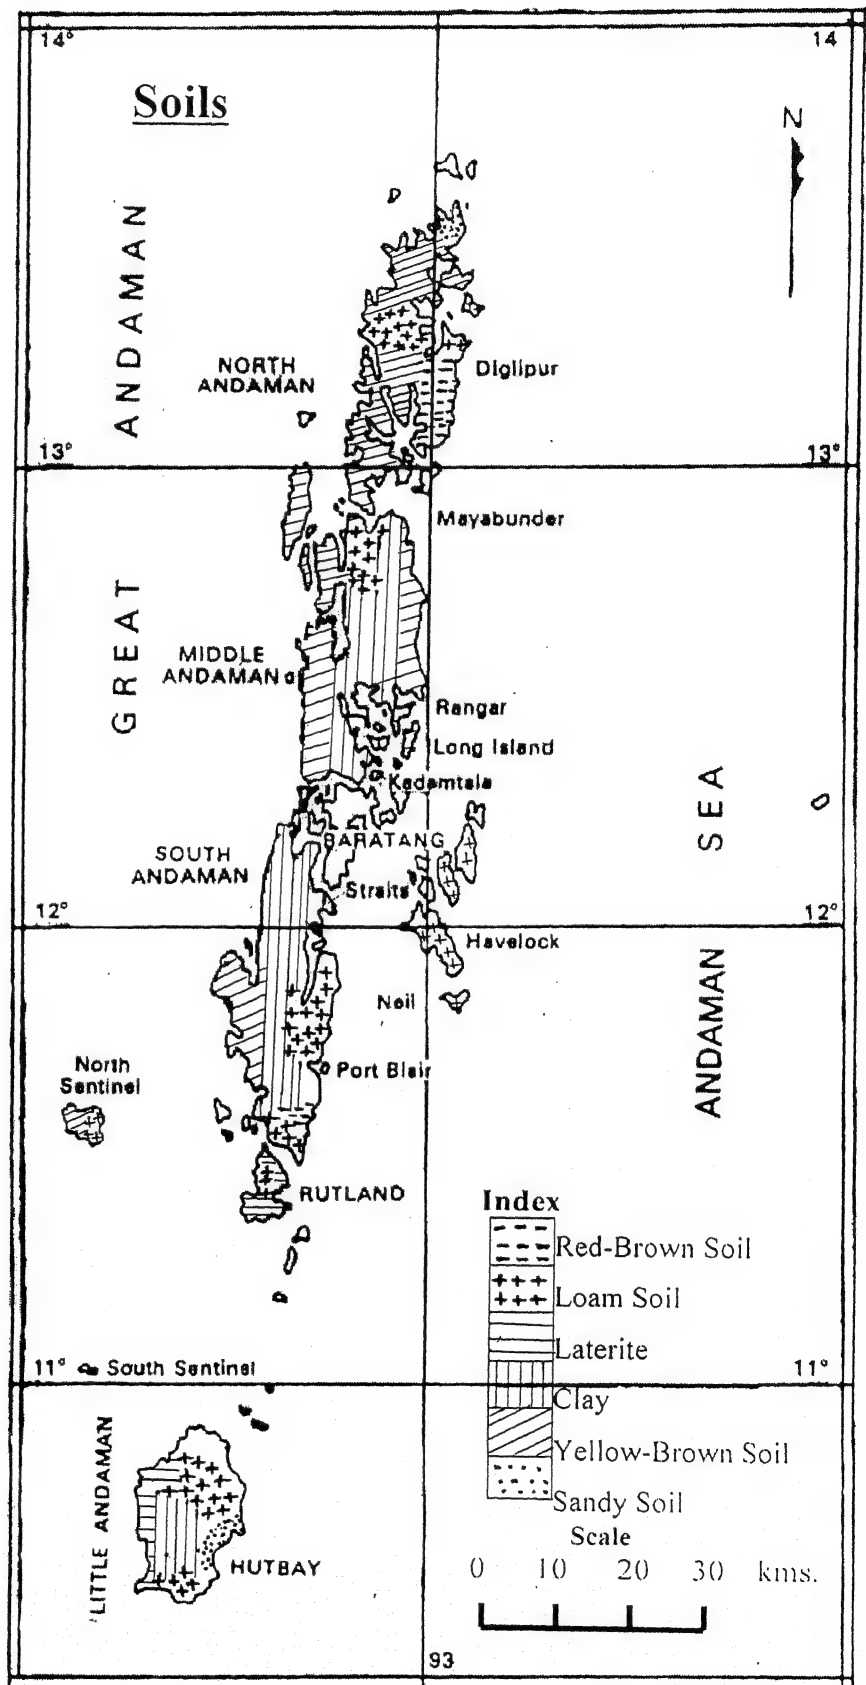 14°
14
Soils
N
GREAT ANDAMAN
NORTH
ANDAMAN
Diglipur
13°
13°
Mayabunder
MIDDLE
ANDAMAN
Rangar
Long Island
Kadamtala
SEA
BARATANG
SOUTH
ANDAMAN
Straits
12°
12°
Havelock
Neil
ANDAMAN
North
Sentinel
Port Blair
RUTLAND
Index
Red-Brown Soil
Loam Soil
Laterite
Clay
Yellow-Brown Soil
Sandy Soil
11°
South Sentinel
11°
LITTLE ANDAMAN
HUTBAY
Scale
0 10 20 30 kms.
93